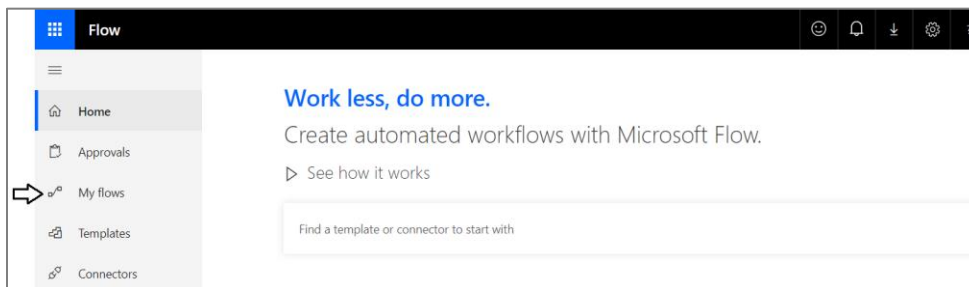 Flow
Home
Approvals
My flows
Templates
Connectors
Work less, do more.
Create automated workflows with Microsoft Flow.
See how it works
Find a template or connector to start with